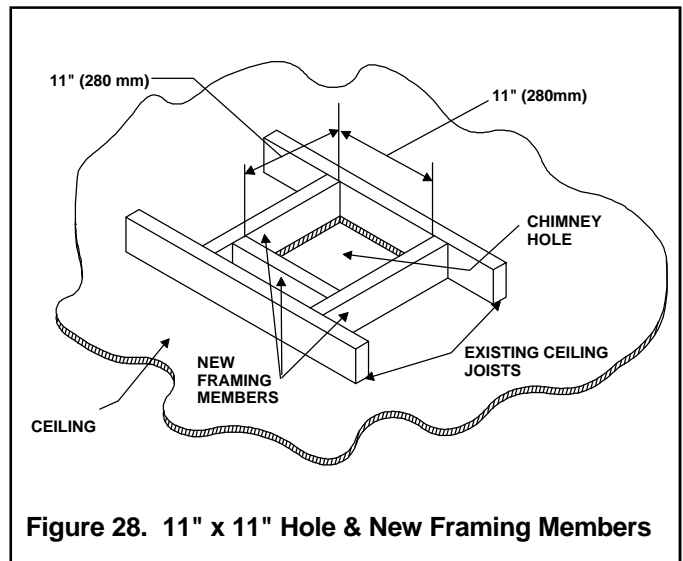 11" (280 mm)
11" (280mm)
CHIMNEY
HOLE
EXISTING CEILING
JOISTS
NEW
FRAMING
MEMBERS
CEILING
Figure 28. 11" x 11" Hole & New Framing Members